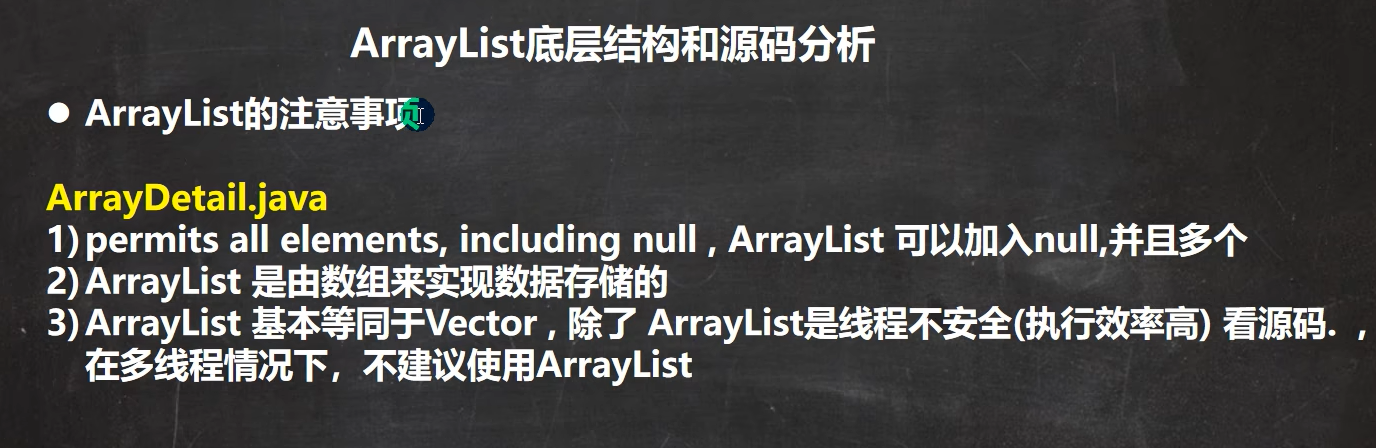 ArrayList底层结构和源码分析
● ArrayList的注意事项
ArrayDetail.java
1) permits all elements, including null , ArrayList 可以加入null,并且多个
2) ArrayList 是由数组来实现数据存储的
3) ArrayList 基本等同于Vector , 除了 ArrayList是线程不安全(执行效率高) 看源码. ,
在多线程情况下，不建议使用ArrayList